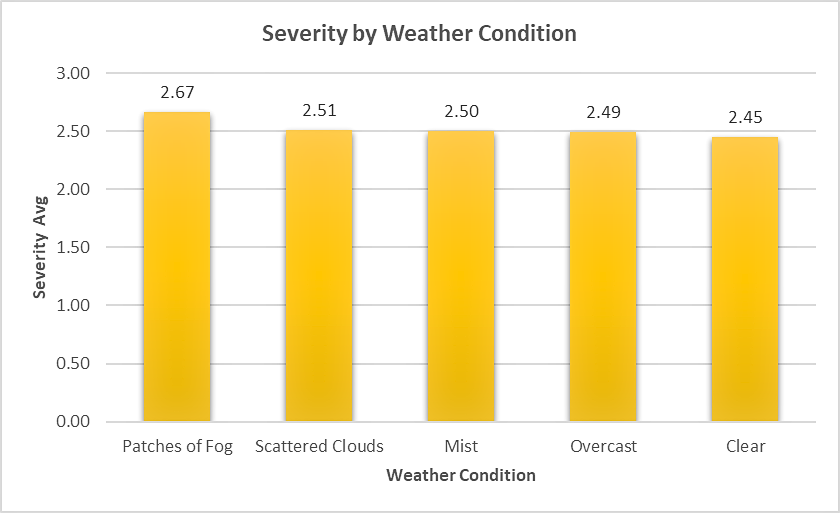 Severity by Weather Condition
3.00
2.50
2.00
1.50
1.00
0.50
0.00
Severity Avg
2.67
2.51
2.50
2.49
2.45
Patches of Fog
Scattered Clouds
Mist
Overcast
Clear
Weather Condition